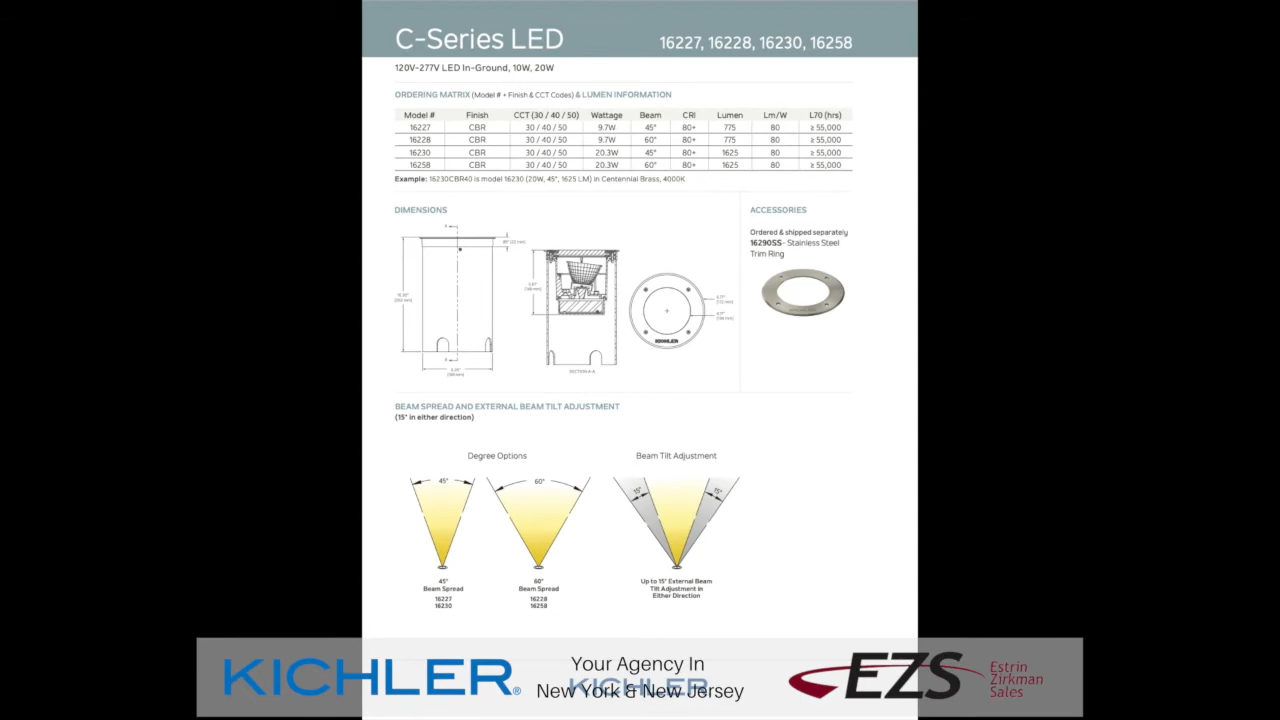 C-Series LED
16227, 16228, 16230, 16258
120V-277V LED In-Ground, 10W, 20W
ORDERING MATRIX (Model # + Finish & CCT Codes) & LUMEN INFORMATION
Model # Finish CCT (30 / 40 / 50) Wattage Beam CRI Lumen Lm/W L70 (hrs)
16227 CBR 30 / 40 / 50 9.7W 45° 80+ 775 80 ≥ 55,000
16228 CBR 30 / 40 / 50 9.7W 60° 80+ 775 80 ≥ 55,000
16230 CBR 30 / 40 / 50 20.3W 45° 80+ 1625 80 ≥ 55,000
16258 CBR 30 / 40 / 50 20.3W 60° 80+ 1625 80 ≥ 55,000
Example: 16230CBR40 is model 16230 (20W, 45°, 1625 LM) in Centennial Brass, 4000K
DIMENSIONS
KICHLER
ACCESSORIES
Ordered & shipped separately
16290SS - Stainless Steel
Trim Ring
BEAM SPREAD AND EXTERNAL BEAM TILT ADJUSTMENT
(15° in either direction)
Degree Options
45°
60°
45°
Beam Spread
16227
16230
60°
Beam Spread
16228
16258
Beam Tilt Adjustment
15°
15°
Up to 15° External Beam
Tilt Adjustment in
Either Direction
KICHLER®
Your Agency In
New York & New Jersey
KICHLER
EZS
Estrin
Zirkman
Sales